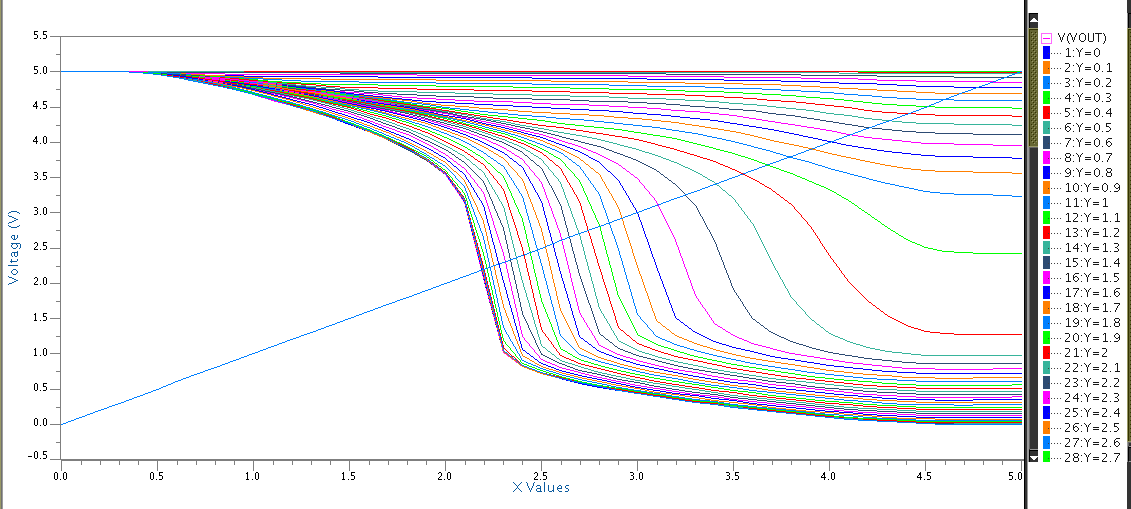 5.5
5.0
4.5
4.0
3.5
3.0
2.5
2.0
1.5
1.0
0.5
0.0
-0.5
Voltage (V)
0.0 0.5 1.0 1.5 2.0 2.5 3.0 3.5 4.0 4.5 5.0
X Values
V(VOUT)
1:Y=0
2:Y=0.1
3:Y=0.2
4:Y=0.3
5:Y=0.4
6:Y=0.5
7:Y=0.6
8:Y=0.7
9:Y=0.8
10:Y=0.9
11:Y=1
12:Y=1.1
13:Y=1.2
14:Y=1.3
15:Y=1.4
16:Y=1.5
17:Y=1.6
18:Y=1.7
19:Y=1.8
20:Y=1.9
21:Y=2
22:Y=2.1
23:Y=2.2
24:Y=2.3
25:Y=2.4
26:Y=2.5
27:Y=2.6
28:Y=2.7